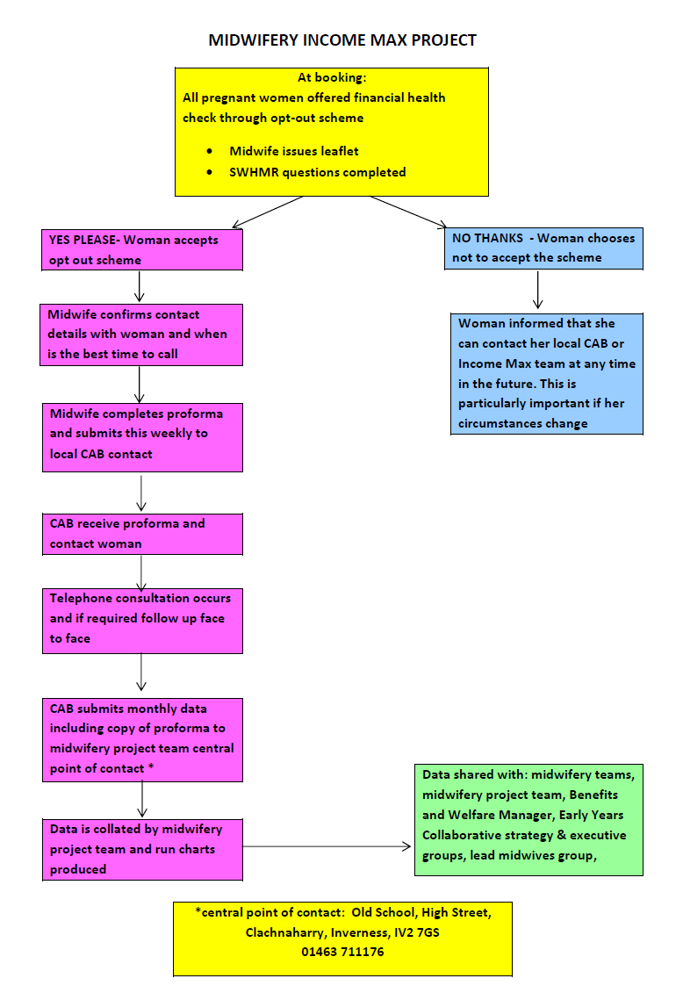 MIDWIFERY INCOME MAX PROJECT
At booking:
All pregnant women offered financial health
check through opt-out scheme
• Midwife issues leaflet
• SWHMR questions completed
YES PLEASE- Woman accepts
opt out scheme
NO THANKS - Woman chooses
not to accept the scheme
Midwife confirms contact
details with woman and when
is the best time to call
Woman informed that she
can contact her local CAB or
Income Max team at any time
in the future. This is
particularly important if her
circumstances change
Midwife completes proforma
and submits this weekly to
local CAB contact
CAB receive proforma and
contact woman
Telephone consultation occurs
and if required follow up face
to face
CAB submits monthly data
including copy of proforma to
midwifery project team central
point of contact *
Data is collated by midwifery
project team and run charts
produced
Data shared with: midwifery teams,
midwifery project team, Benefits
and Welfare Manager, Early Years
Collaborative strategy & executive
groups, lead midwives group,
*central point of contact: Old School, High Street,
Clachnaharry, Inverness, IV2 7GS
01463 711176